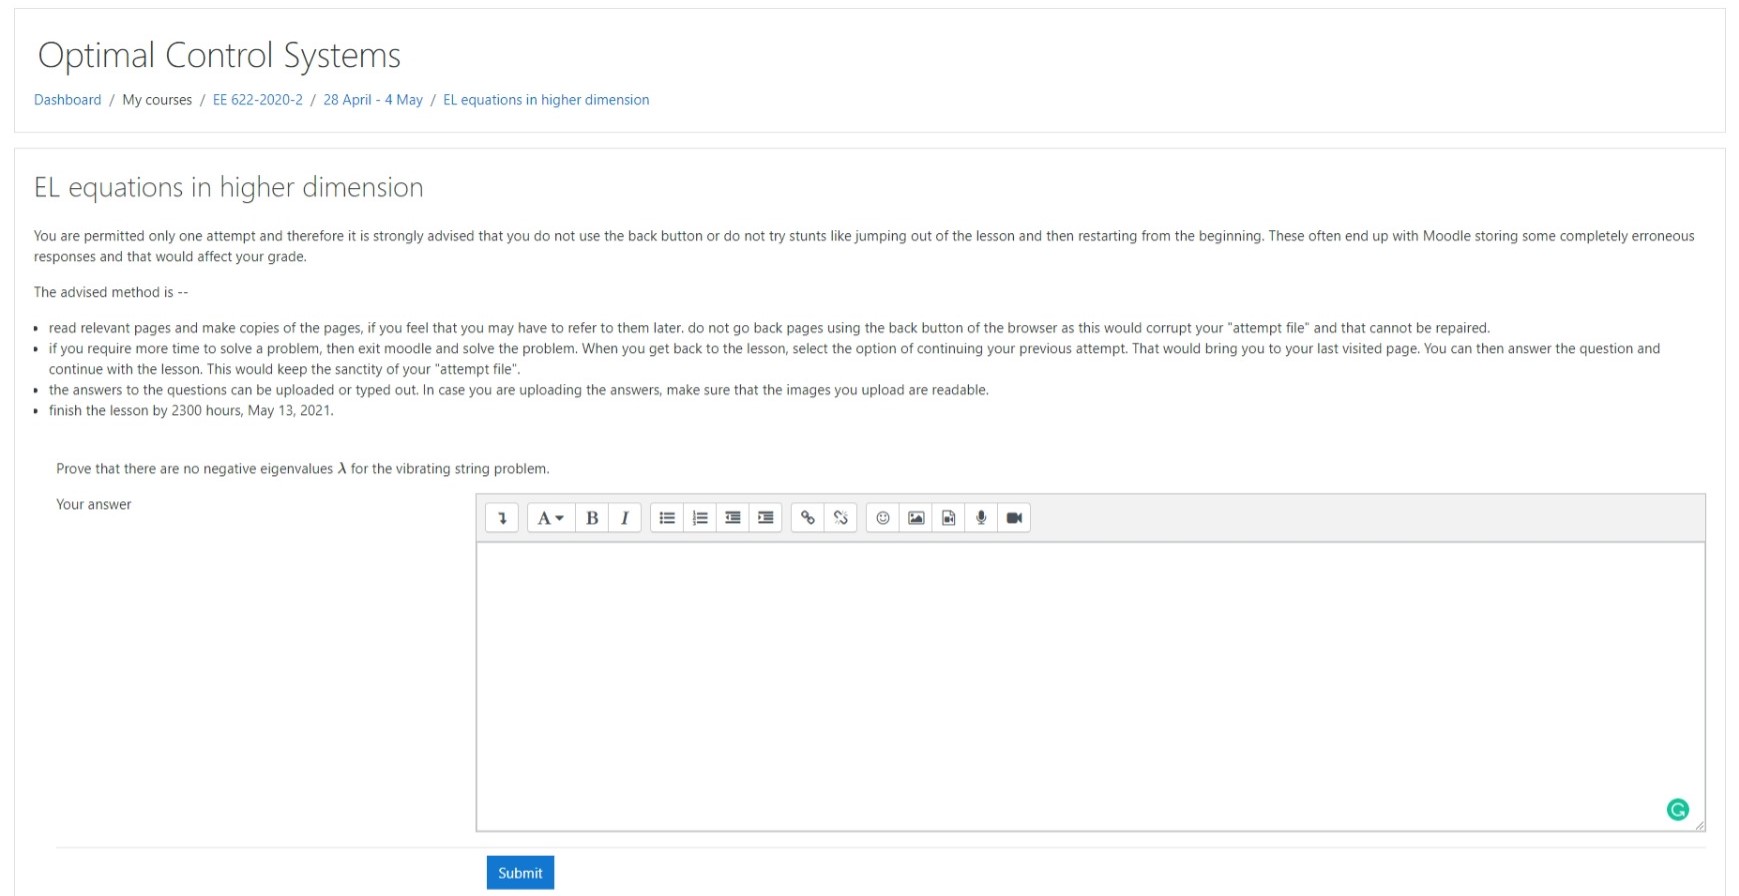 Optimal Control Systems
Dashboard / My courses / EE 622-2020-2 / 28 April - 4 May / EL equations in higher dimension
EL equations in higher dimension
You are permitted only one attempt and therefore it is strongly advised that you do not use the back button or do not try stunts like jumping out of the lesson and then restarting from the beginning. These often end up with Moodle storing some completely erroneous
responses and that would affect your grade.
The advised method is --
• read relevant pages and make copies of the pages, if you feel that you may have to refer to them later. do not go back pages using the back button of the browser as this would corrupt your "attempt file" and that cannot be repaired.
• if you require more time to solve a problem, then exit moodle and solve the problem. When you get back to the lesson, select the option of continuing your previous attempt. That would bring you to your last visited page. You can then answer the question and
continue with the lesson. This would keep the sanctity of your "attempt file".
• the answers to the questions can be uploaded or typed out. In case you are uploading the answers, make sure that the images you upload are readable.
• finish the lesson by 2300 hours, May 13, 2021.
Prove that there are no negative eigenvalues λ for the vibrating string problem.
Your answer
A B I
Submit